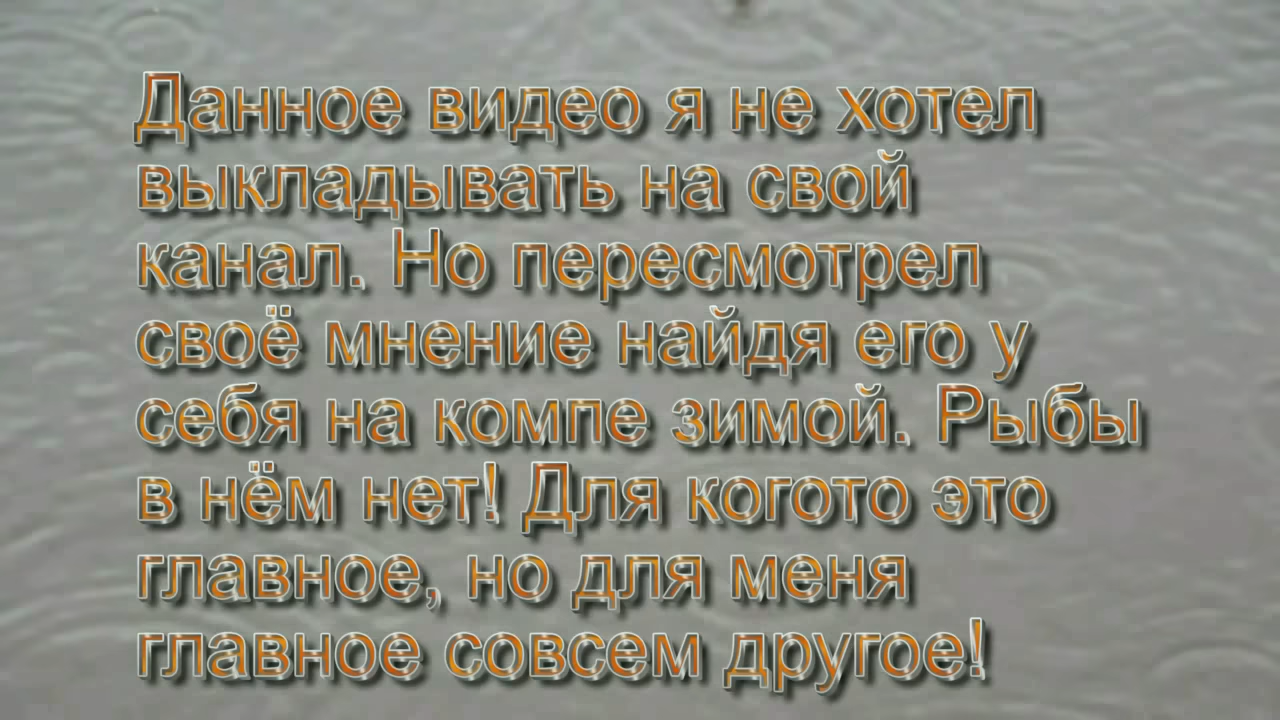 Данное видео я не хотел
выкладывать на свой
канал. Но пересмотрел
своё мнение найдя его у
себя на компе зимой. Рыбы
в нём нет! Для когото это
главное, но для меня
главное совсем другое!